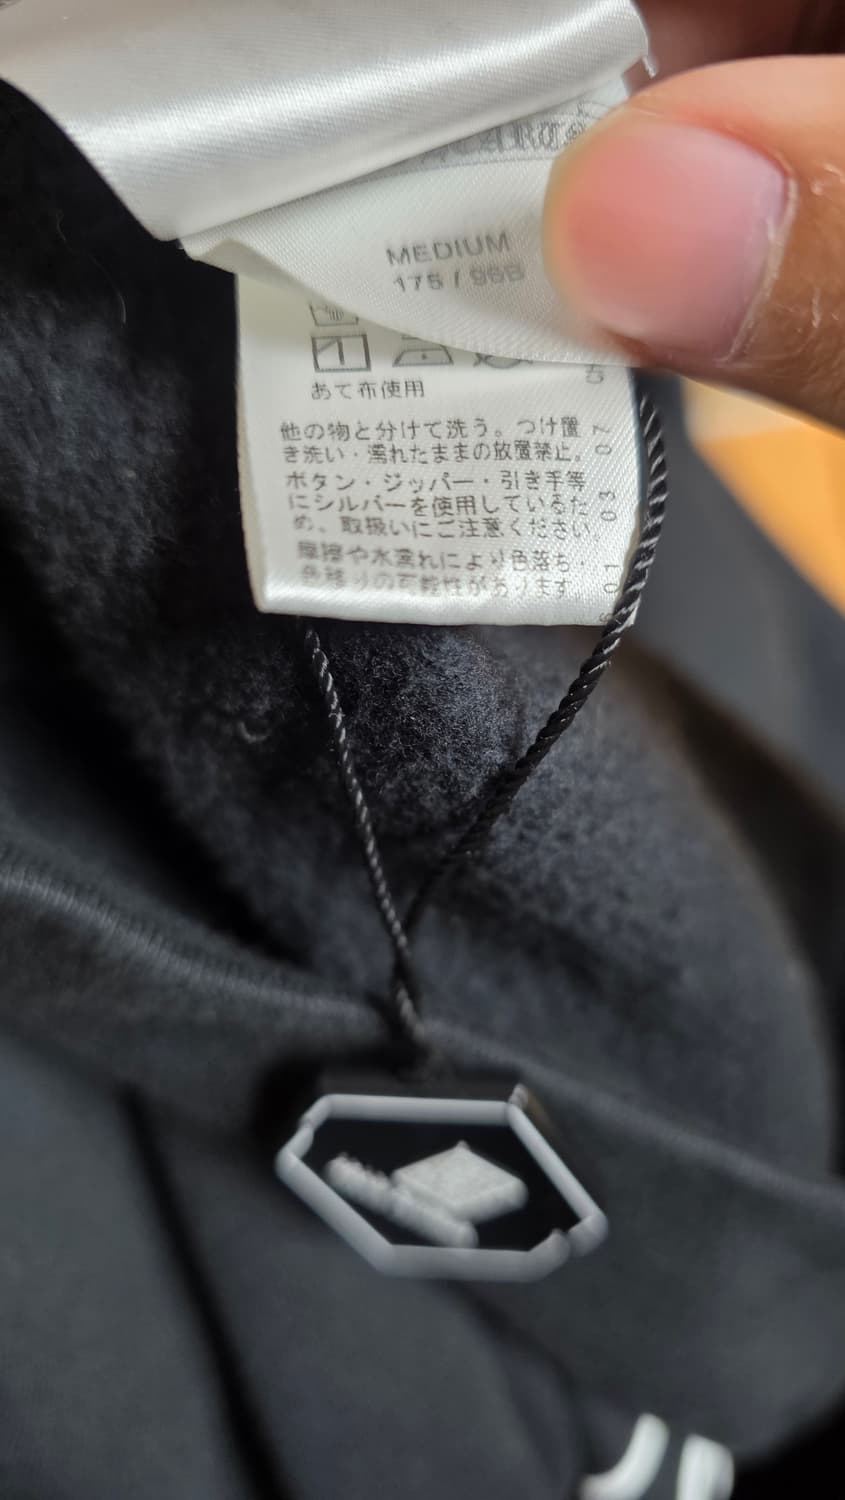 MEDIUM
175 / 96B
あて布使用
他の物と分けて洗う。つけ置
き洗い・濡れたままの放置禁止。
ボタン・ジッパー・引き手等
にシルバーを使用しているた
め、取扱いにご注意ください。
摩擦や水濡れにより色落ち・
色移りの可能性があります。